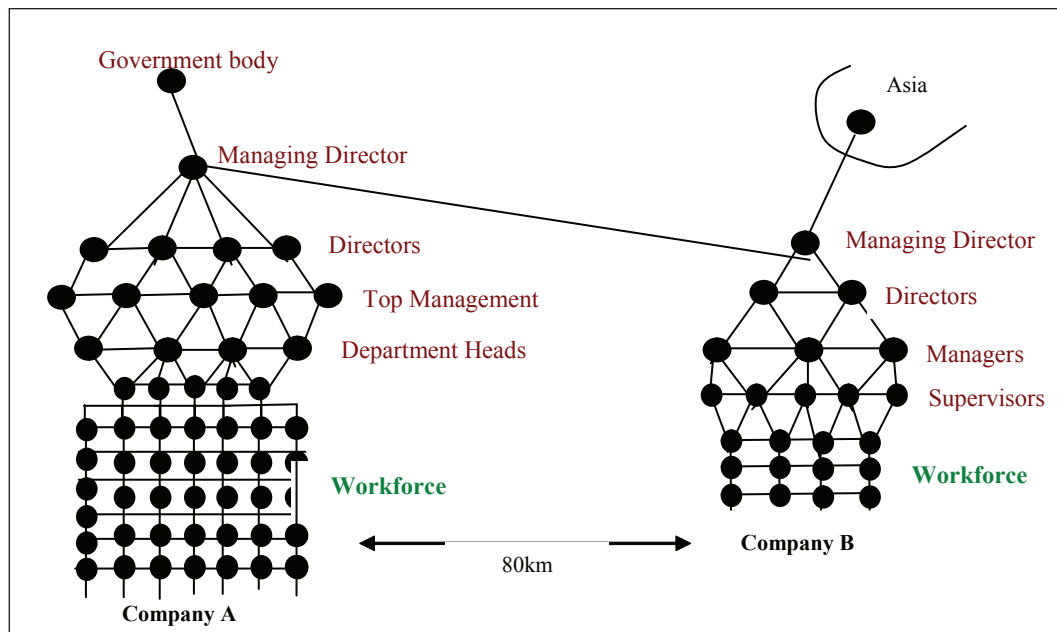 Government body
Asia
Managing Director
Directors
Managing Director
Top Management
Directors
Department Heads
Managers
Supervisors
Workforce
Workforce
80km
Company B
Company A